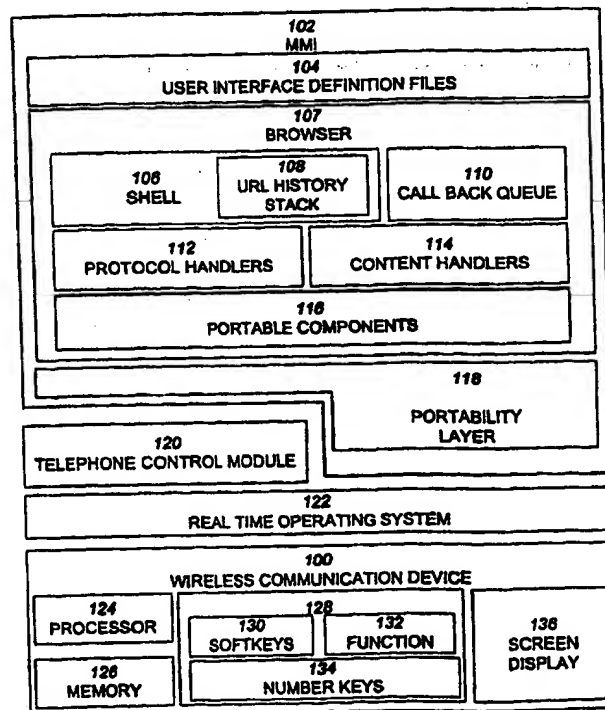 102
MMI
104
USER INTERFACE DEFINITION FILES
107
BROWSER
106
SHELL
108
URL HISTORY
STACK
110
CALL BACK QUEUE
112
PROTOCOL HANDLERS
114
CONTENT HANDLERS
116
PORTABLE COMPONENTS
118
PORTABILITY
LAYER
120
TELEPHONE CONTROL MODULE
122
REAL TIME OPERATING SYSTEM
100
WIRELESS COMMUNICATION DEVICE
124
PROCESSOR
126
MEMORY
128
130
SOFTKEYS
132
FUNCTION
134
NUMBER KEYS
136
SCREEN
DISPLAY